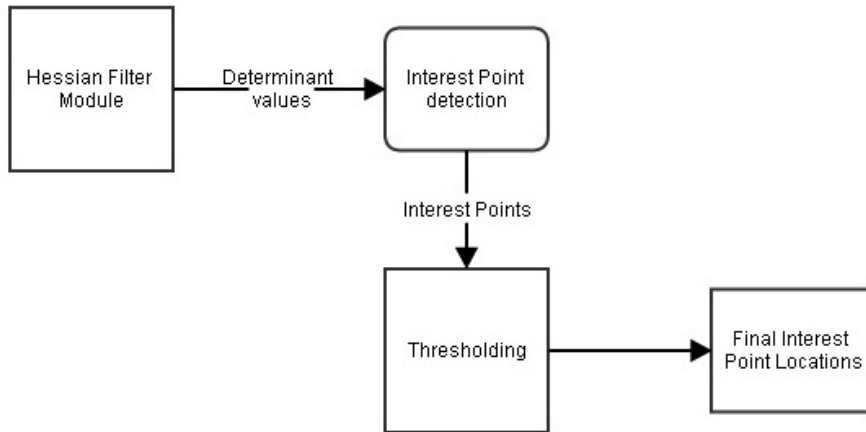 Hessian Filter
Module
Determinant
values
Interest Point
detection
Interest Points
Thresholding
Final Interest
Point Locations